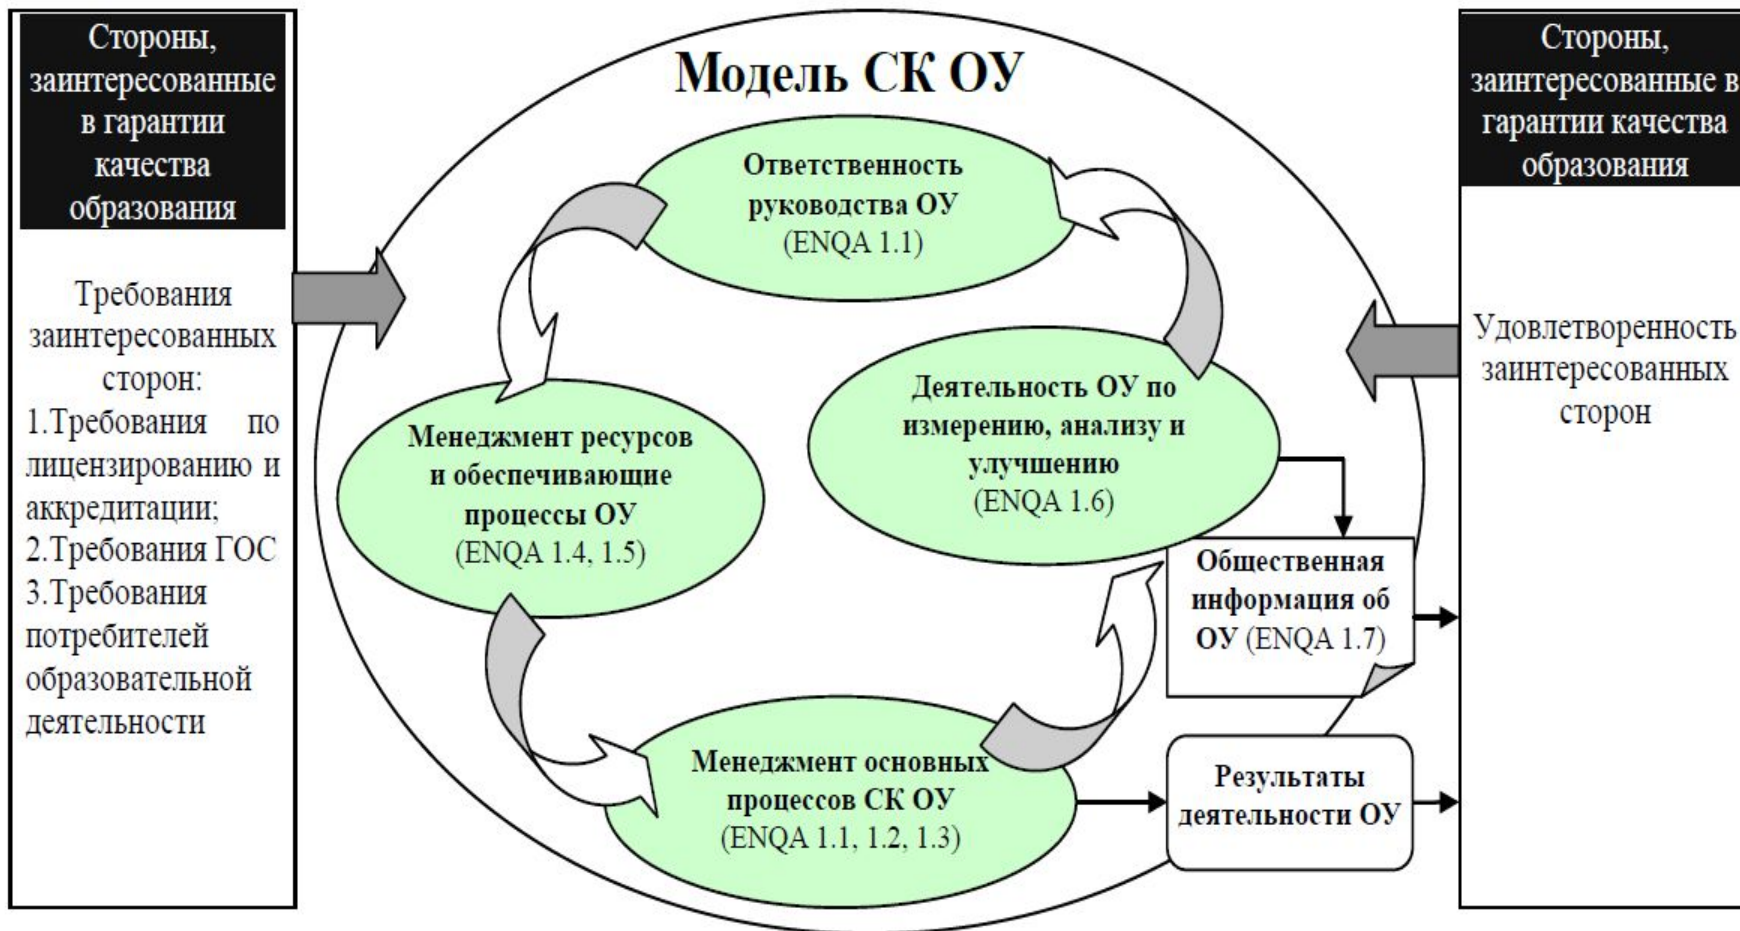 Стороны,
заинтересованные
в гарантии
качества
образования
Требования
заинтересованных
сторон:
1.Требования по
лицензированию и
аккредитации;
2.Требования ГОС
3.Требования
потребителей
образовательной
деятельности
Модель СК ОУ
Ответственность
руководства ОУ
(ENQA 1.1)
Менеджмент ресурсов
и обеспечивающие
процессы ОУ
(ENQA 1.4, 1.5)
Деятельность ОУ по
измерению, анализу и
улучшению
(ENQA 1.6)
Менеджмент основных
процессов СК ОУ
(ENQA 1.1, 1.2, 1.3)
Общественная
информация об
ОУ (ENQA 1.7)
Результаты
деятельности ОУ
Стороны,
заинтересованные в
гарантии качества
образования
Удовлетворенность
заинтересованных
сторон